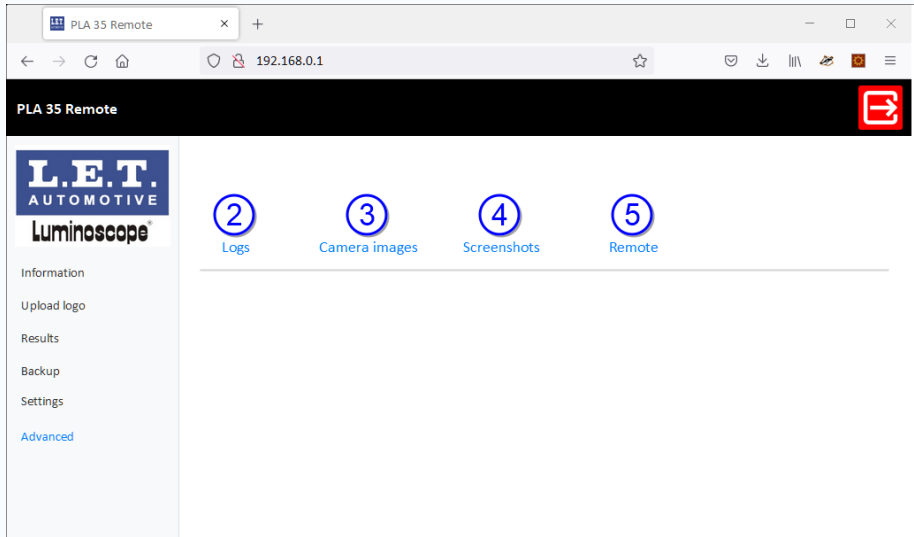 PLA 35 Remote
192.168.0.1
PLA 35 Remote
L.E.T.
AUTOMOTIVE
Luminoscope®
2 3 4 5
Logs Camera images Screenshots Remote
Information
Upload logo
Results
Backup
Settings
Advanced